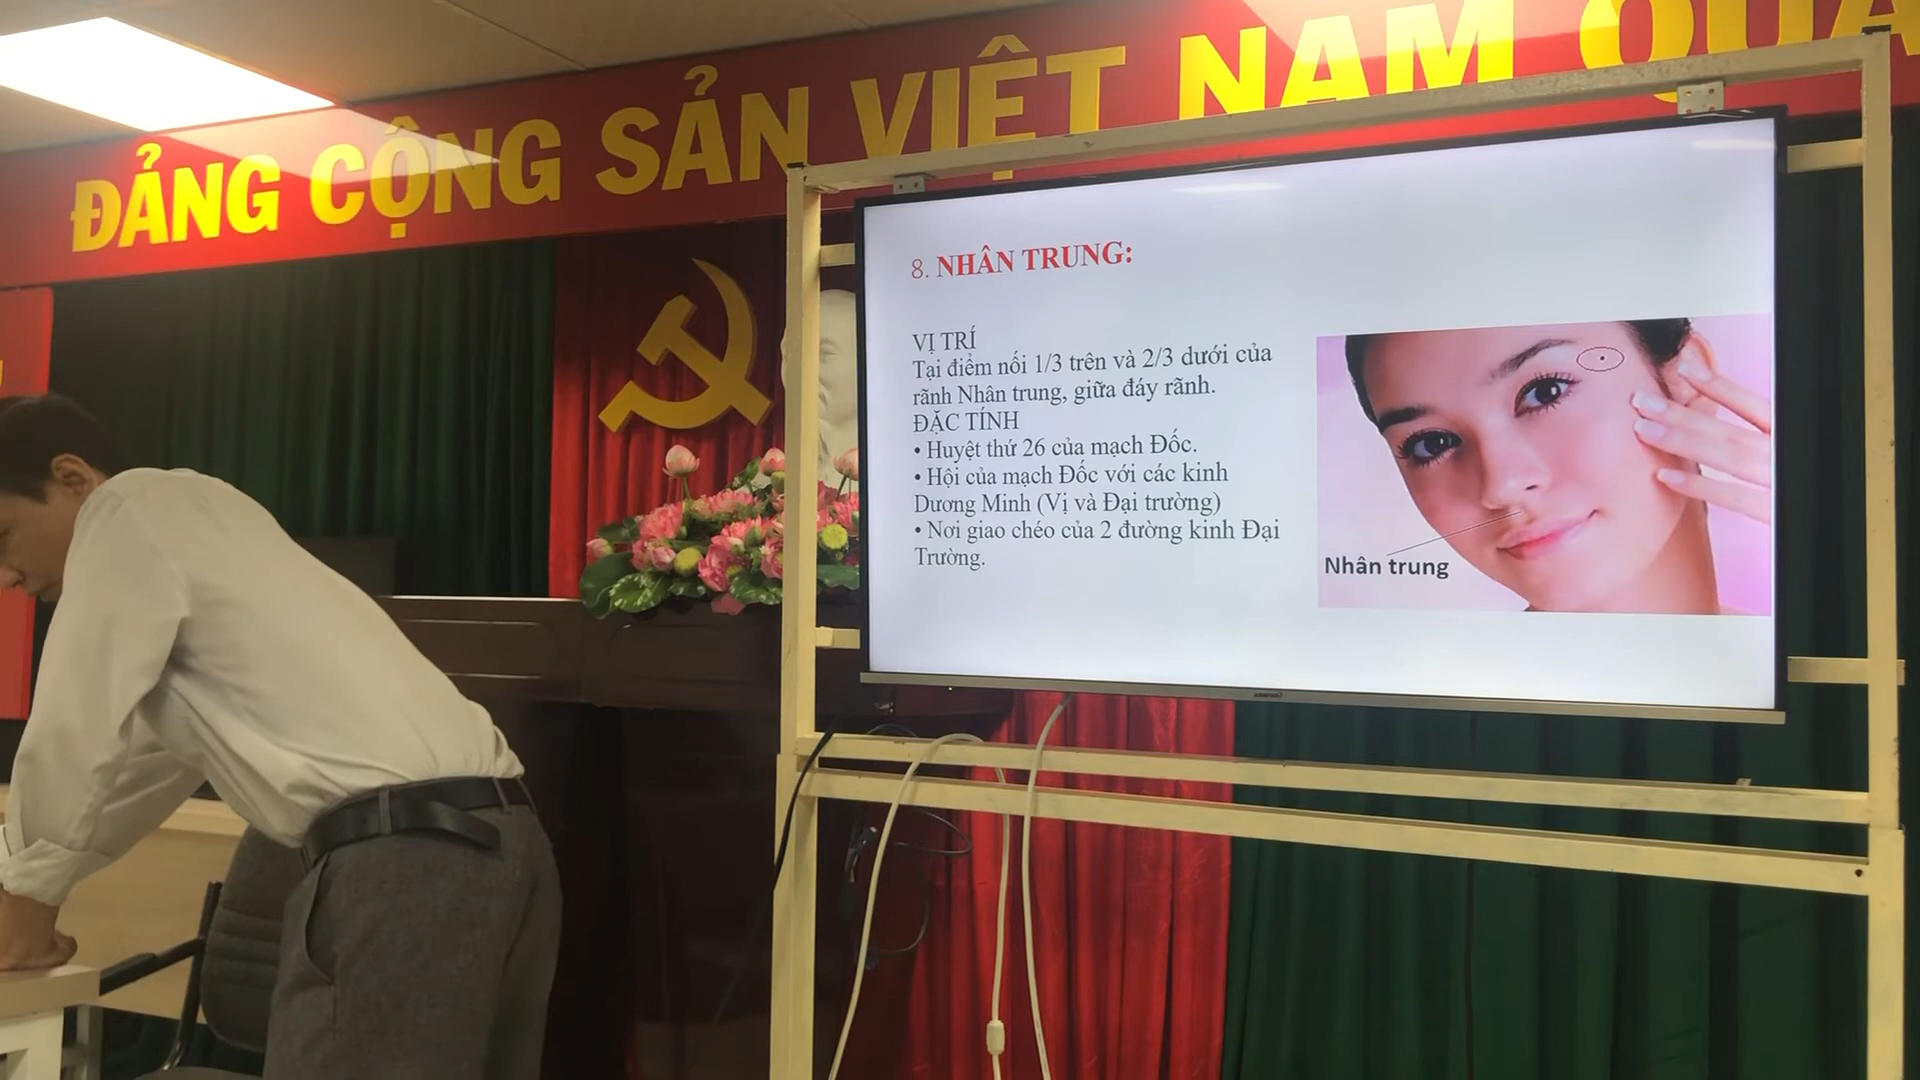 ĐẢNG CỘNG SẢN VIỆT NAM QUA
8. NHÂN TRUNG:
VỊ TRÍ
Tại điểm nối 1/3 trên và 2/3 dưới của
rãnh Nhân trung, giữa đáy rãnh.
ĐẶC TÍNH
• Huyệt thứ 26 của mạch Đốc.
• Hội của mạch Đốc với các kinh
Dương Minh (Vị và Đại trường)
• Nơi giao chéo của 2 đường kinh Đại
Trường.
Nhân trung